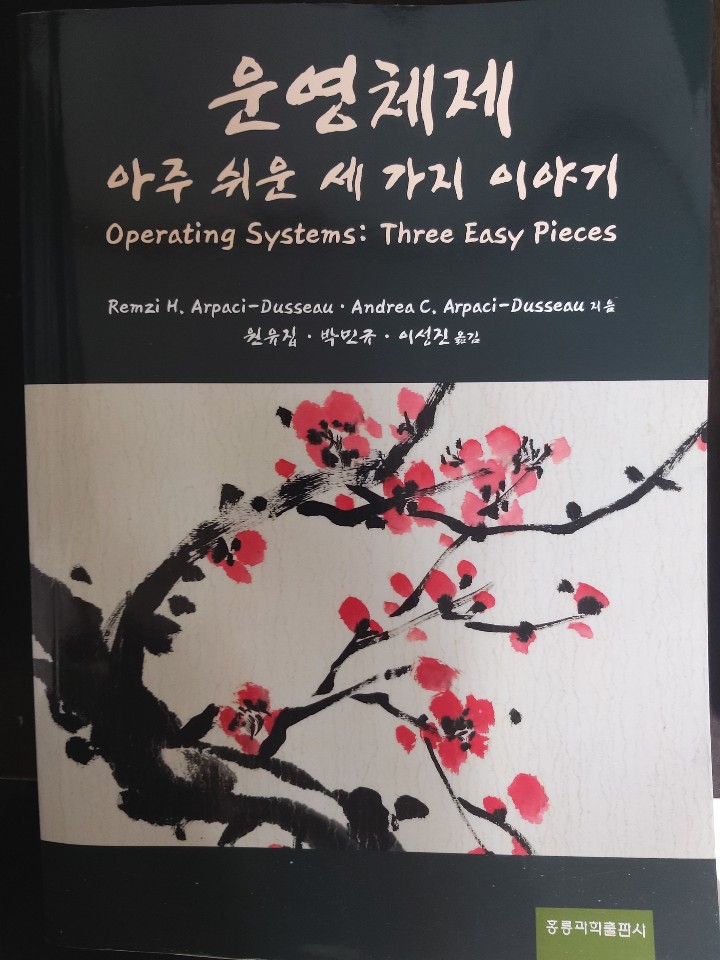 운영체제
아주 쉬운 세 가지 이야기
Operating Systems: Three Easy Pieces
Remzi H. Arpaci-Dusseau · Andrea C. Arpaci-Dusseau 지음
원유집 · 박민규 · 이성진 옮김
홍릉과학출판사